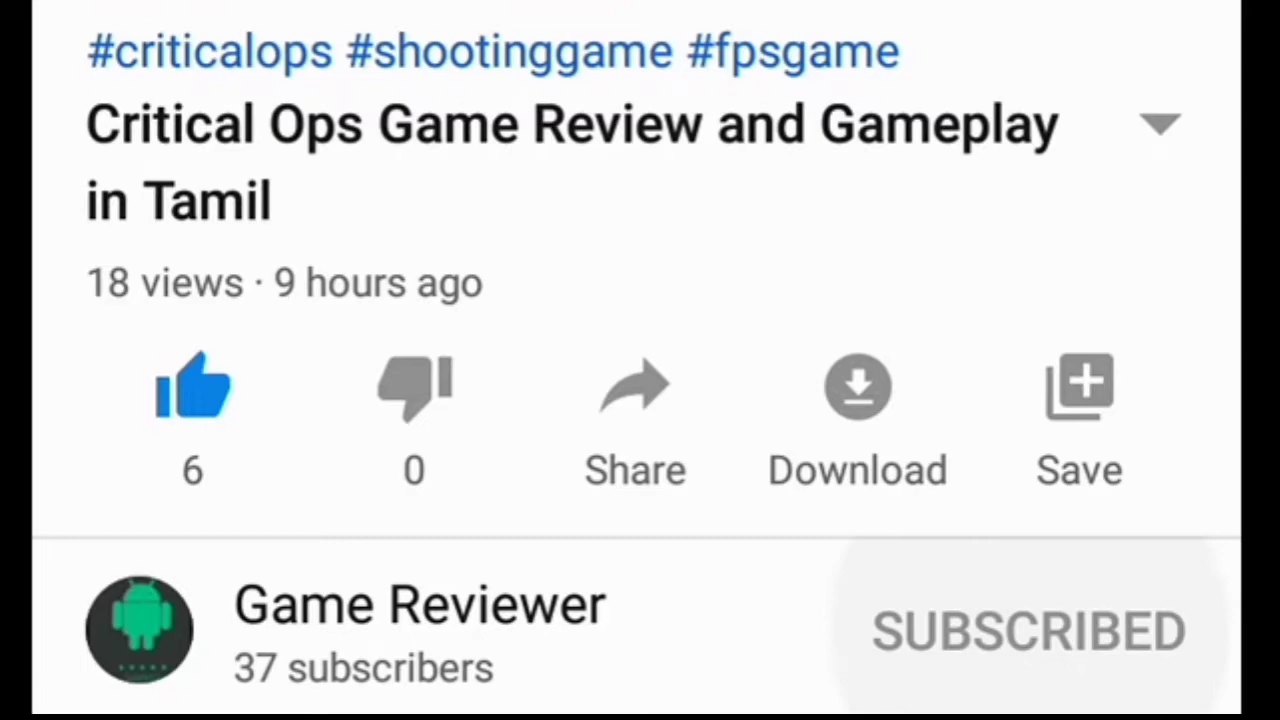 #criticalops #shootinggame #fpsgame
Critical Ops Game Review and Gameplay
in Tamil
18 views · 9 hours ago
6 0 Share Download Save
Game Reviewer
37 subscribers
SUBSCRIBED